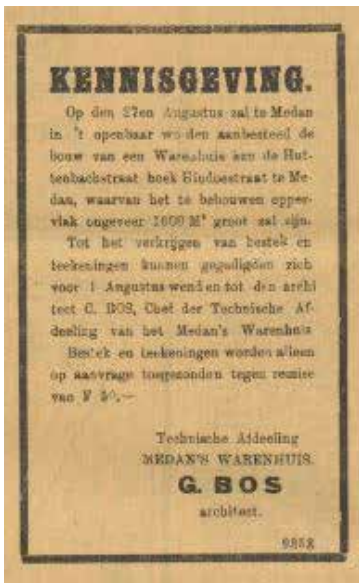 KENNISGEVING.
Op den 27en Augustus zal te Medan
in 't openbaar worden aanbesteed de
bouw van een Warenhuis aan de Hut-
tenbachstraat hoek Hindoestraat te Me-
dan, waarvan het te bebouwen opper-
vlak ongeveer 1600 M² groot zal zijn.
Tot het verkrijgen van bestek en
teekeningen kunnen gegadigden zich
voor 1 Augustus wenden tot den archi
tect G. BOS, Chef der Technische Af-
deeling van het Medan's Warenhuis
Bestek en teekeningen worden alleen
op aanvrage toegezonden tegen remise
van F
Technische Afdeeling
MEDAN'S WARENHUIS.
G. BOS
architect.